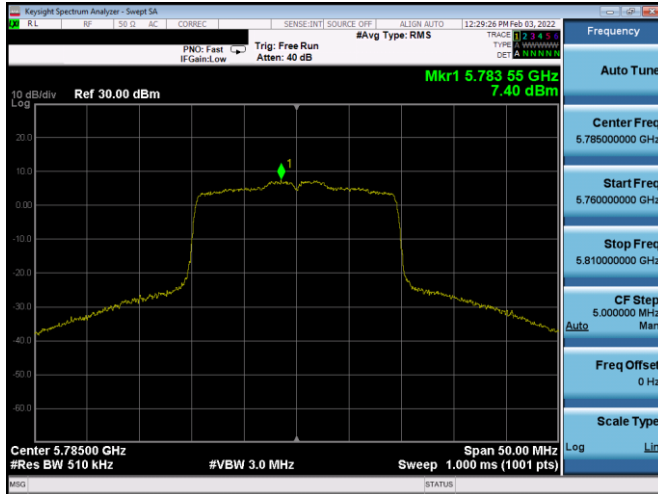 Keysight Spectrum Analyzer - Swept SA
RL RF 50 Ω AC CORREC SENSE:INT SOURCE OFF ALIGN AUTO 12:29:26 PM Feb 03, 2022
#Avg Type: RMS TRACE 1 2 3 4 5 6
PNO: Fast Trig: Free Run TYPE A WWWWW
IFGain:Low Atten: 40 dB DET A N N N N N
Mkr1 5.783 55 GHz
10 dB/div Ref 30.00 dBm 7.40 dBm
Log
20.0
10.0
1
0.00
-10.0
-20.0
-30.0
-40.0
-50.0
-60.0
Center 5.78500 GHz Span 50.00 MHz
#Res BW 510 kHz #VBW 3.0 MHz Sweep 1.000 ms (1001 pts)
MSG STATUS
Frequency
Auto Tune
Center Freq
5.785000000 GHz
Start Freq
5.760000000 GHz
Stop Freq
5.810000000 GHz
CF Step
5.000000 MHz
Auto Man
Freq Offset
0 Hz
Scale Type
Log Lin